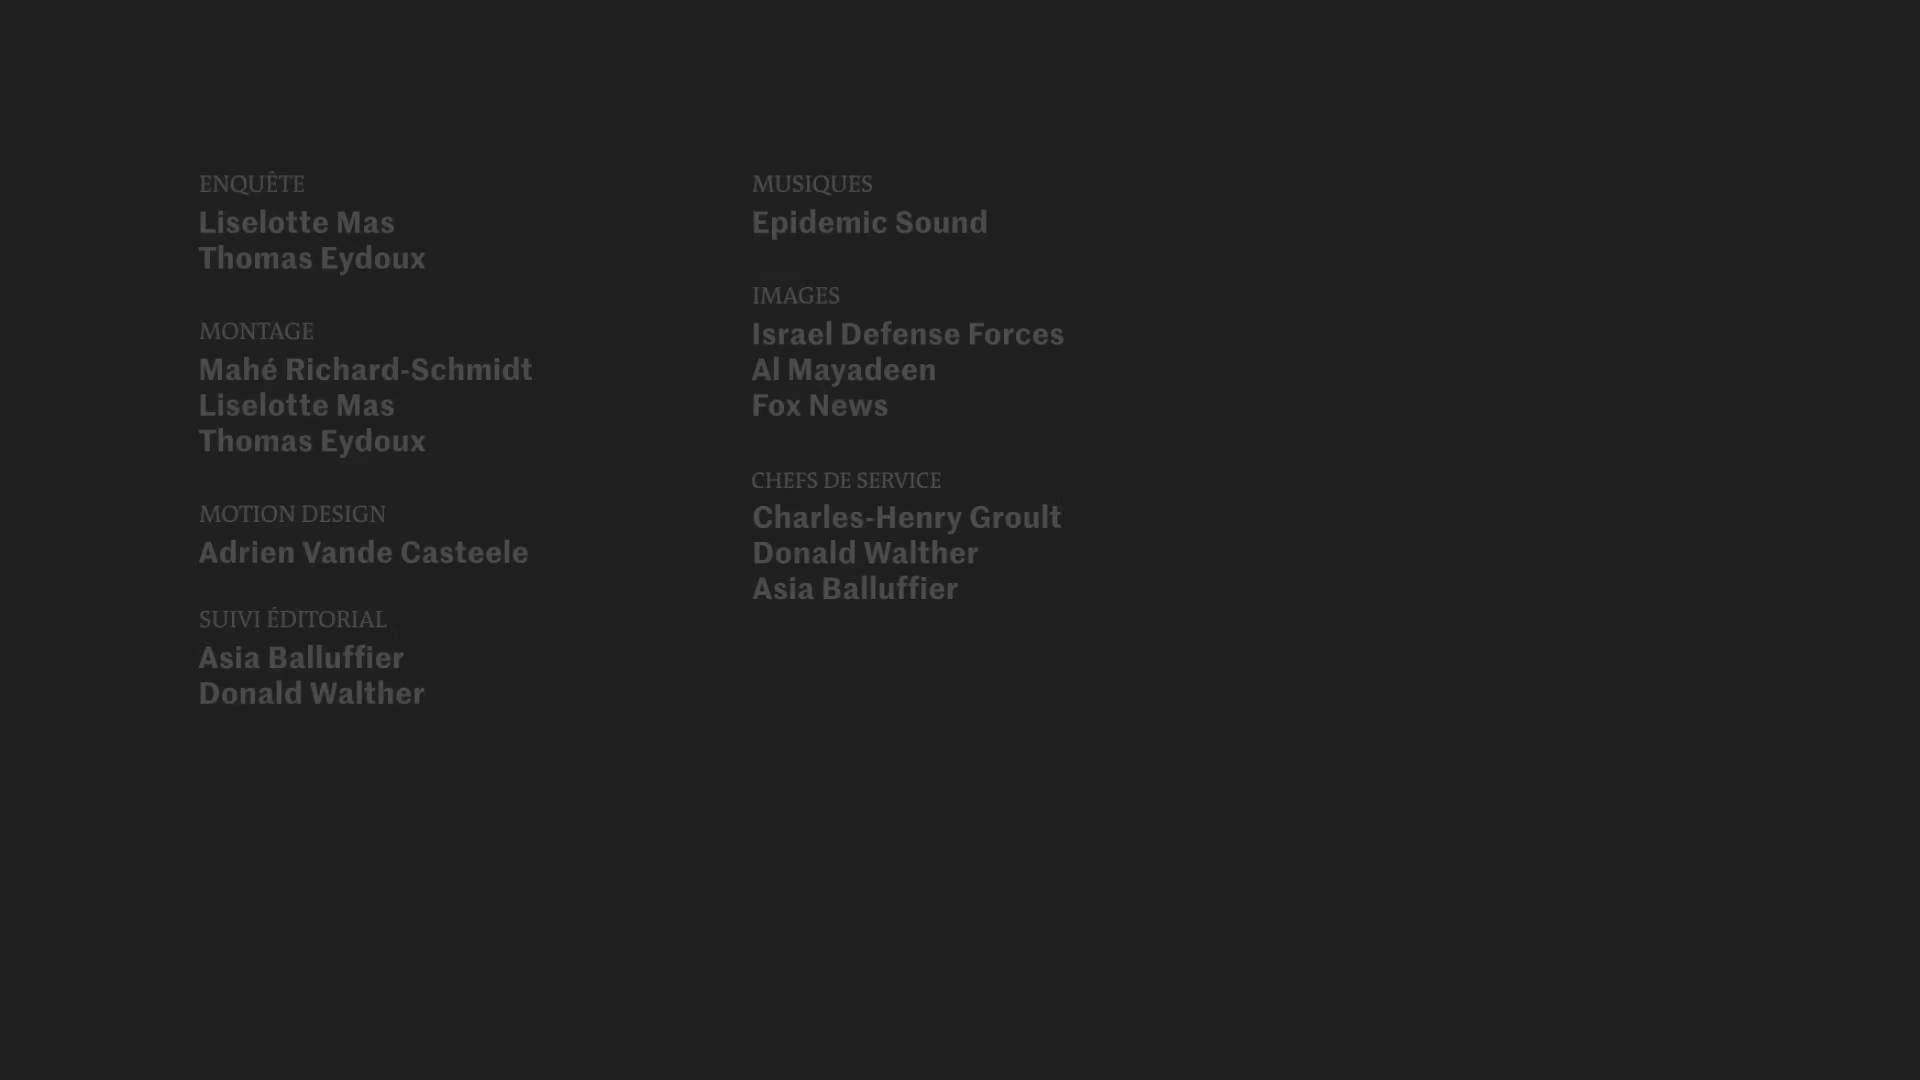 ENQUÊTE
Liselotte Mas
Thomas Eydoux
MONTAGE
Mahé Richard-Schmidt
Liselotte Mas
Thomas Eydoux
MOTION DESIGN
Adrien Vande Casteele
SUIVI ÉDITORIAL
Asia Balluffier
Donald Walther
MUSIQUES
Epidemic Sound
IMAGES
Israel Defense Forces
Al Mayadeen
Fox News
CHEFS DE SERVICE
Charles-Henry Groult
Donald Walther
Asia Balluffier